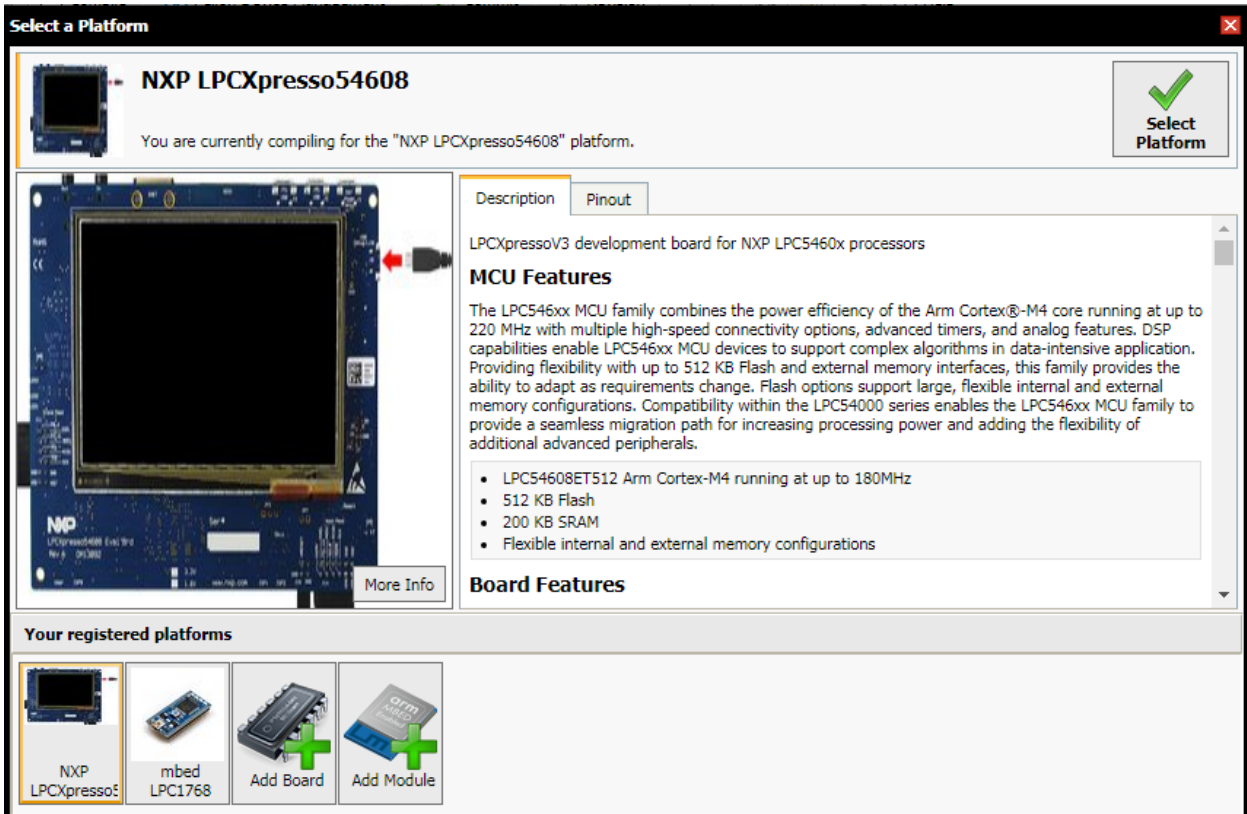 Select a Platform
NXP LPCXpresso54608
You are currently compiling for the "NXP LPCXpresso54608" platform.
Select
Platform
NXP
LPCXpresso54608 Eval Brd
More Info
Description
Pinout
LPCXpressoV3 development board for NXP LPC5460x processors
MCU Features
The LPC546xx MCU family combines the power efficiency of the Arm Cortex®-M4 core running at up to
220 MHz with multiple high-speed connectivity options, advanced timers, and analog features. DSP
capabilities enable LPC546xx MCU devices to support complex algorithms in data-intensive application.
Providing flexibility with up to 512 KB Flash and external memory interfaces, this family provides the
ability to adapt as requirements change. Flash options support large, flexible internal and external
memory configurations. Compatibility within the LPC54000 series enables the LPC546xx MCU family to
provide a seamless migration path for increasing processing power and adding the flexibility of
additional advanced peripherals.
• LPC54608ET512 Arm Cortex-M4 running at up to 180MHz
• 512 KB Flash
• 200 KB SRAM
• Flexible internal and external memory configurations
Board Features
Your registered platforms
NXP
LPCXpresso5
mbed
LPC1768
Add Board
arm
MBED
Enabled
Add Module